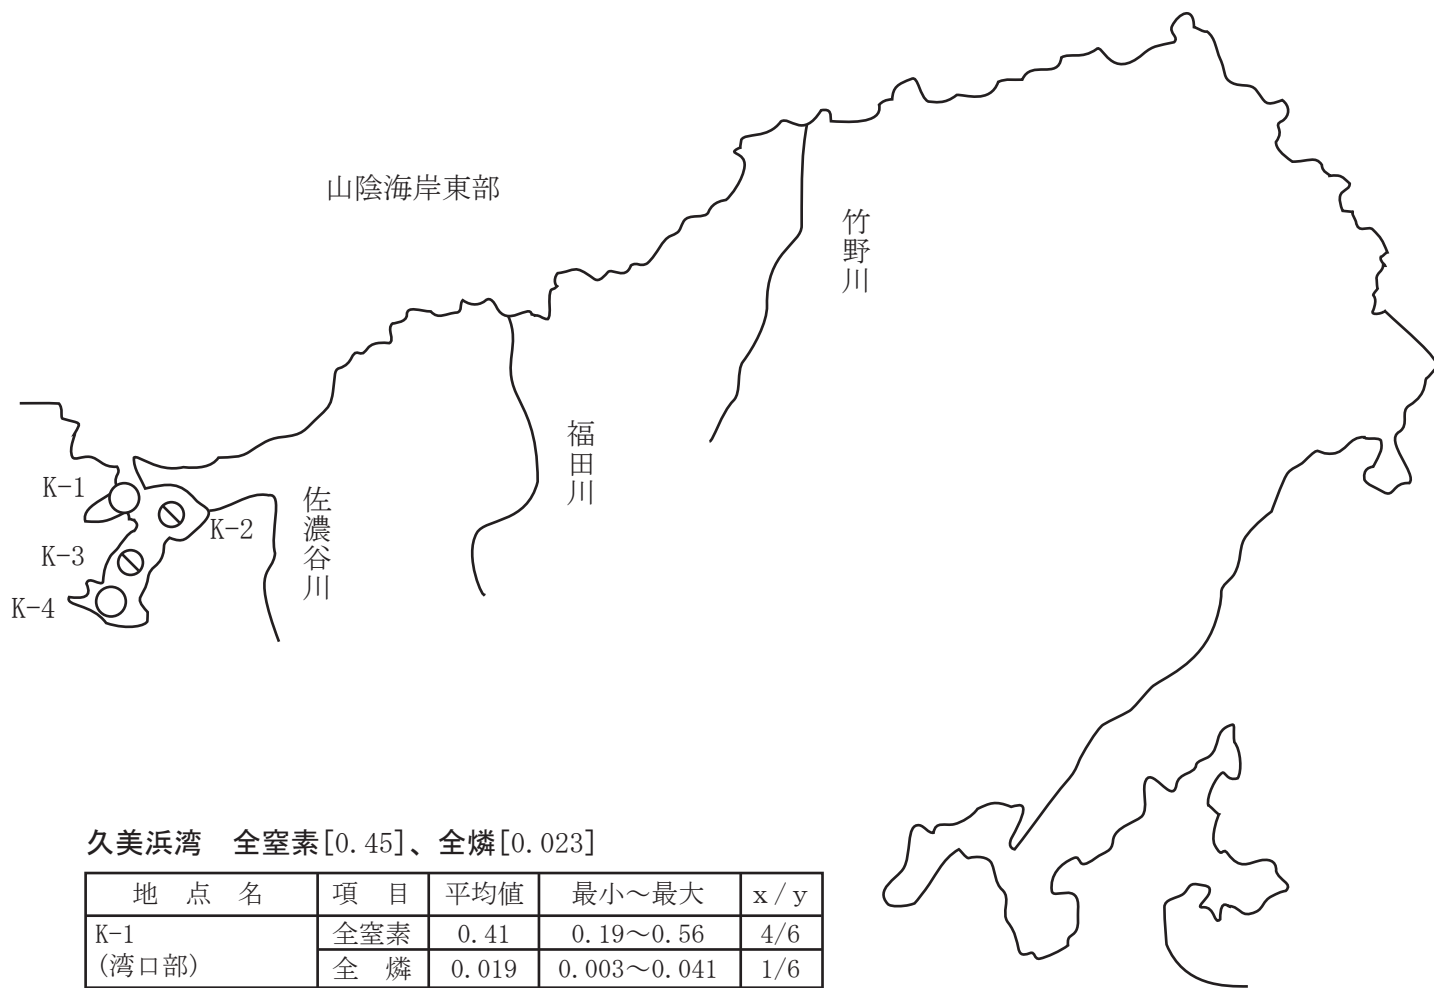 山陰海岸東部
竹野川
福田川
佐濃谷川
K-1
K-2
K-3
K-4
久美浜湾 全窒素[0.45]、全燐[0.023]
地 点 名 項 目 平均値 最小～最大 x/y
K-1 全窒素 0.41 0.19～0.56 4/6
(湾口部) 全 燐 0.019 0.003～0.041 1/6